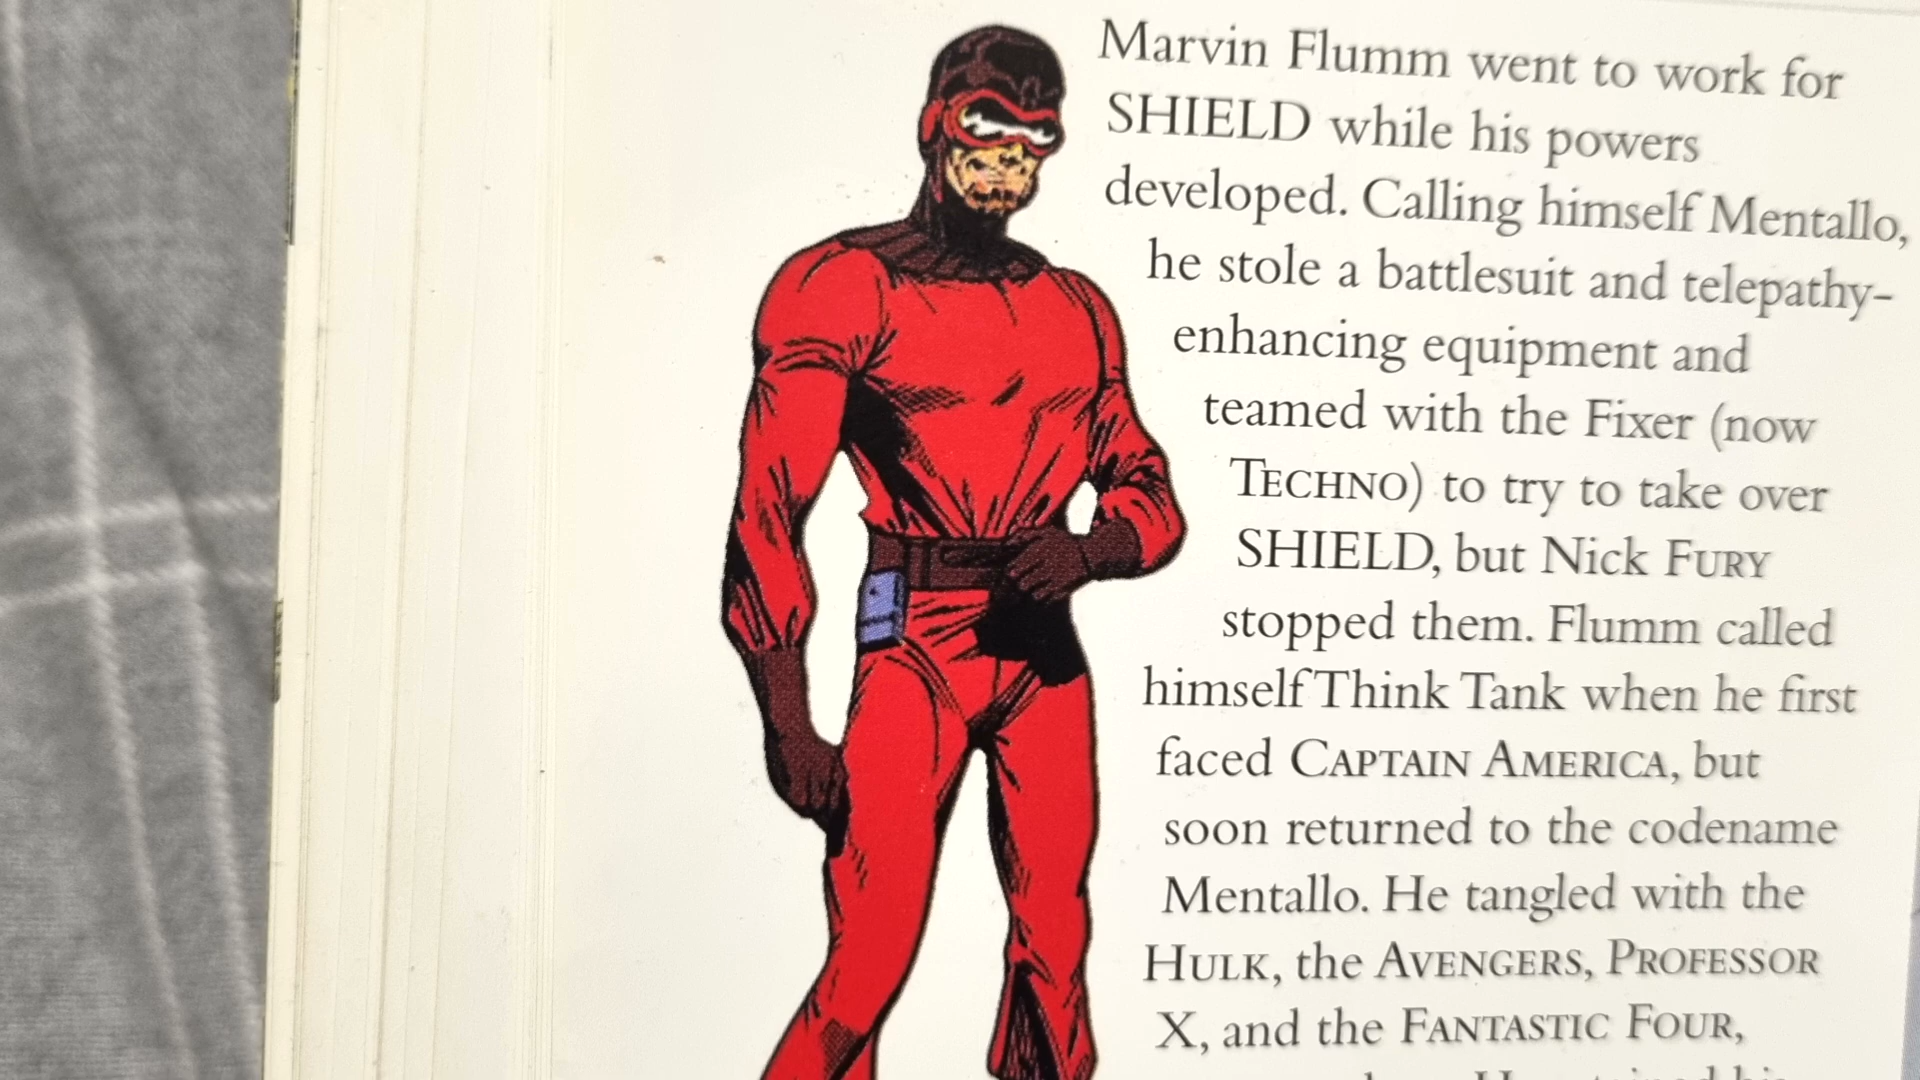 Marvin Flumm went to work for
SHIELD while his powers
developed. Calling himself Mentallo,
he stole a battlesuit and telepathy-
enhancing equipment and
teamed with the Fixer (now
TECHNO) to try to take over
SHIELD, but Nick FURY
stopped them. Flumm called
himself Think Tank when he first
faced CAPTAIN AMERICA, but
soon returned to the codename
Mentallo. He tangled with the
HULK, the AVENGERS, PROFESSOR
X, and the FANTASTIC FOUR,